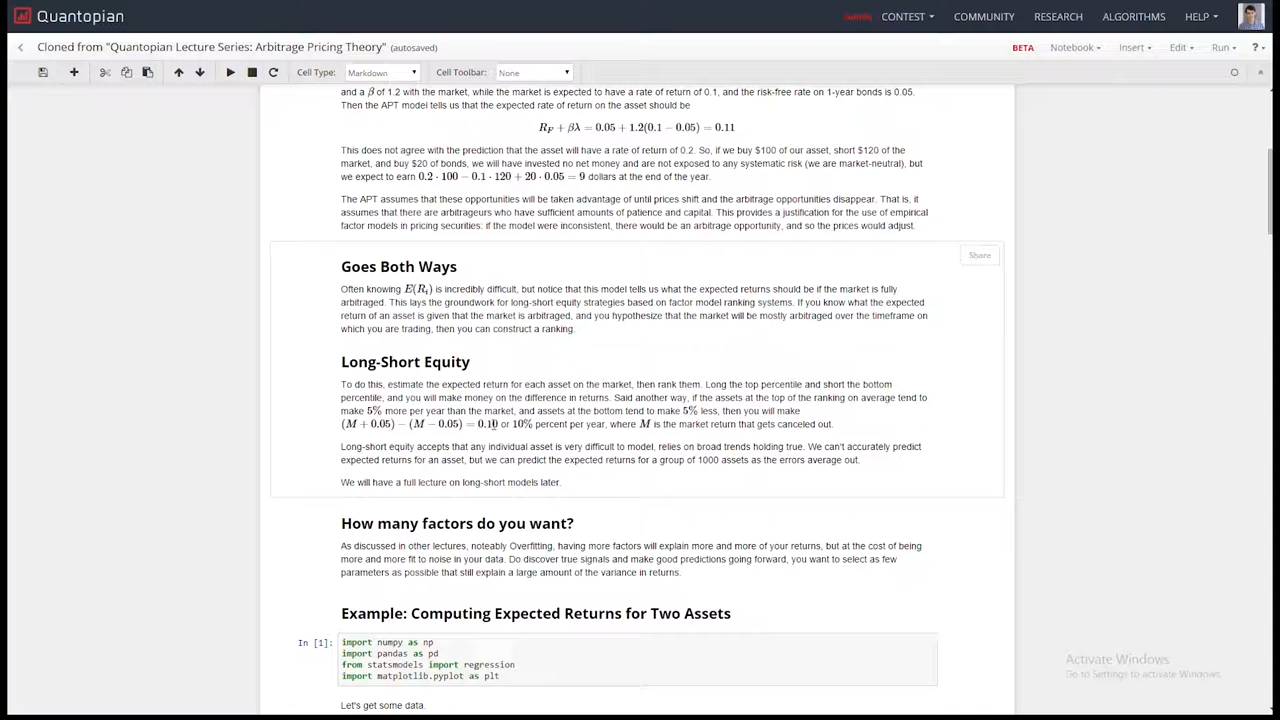 Quantopian
CONTEST COMMUNITY RESEARCH ALGORITHMS HELP
Cloned from "Quantopian Lecture Series: Arbitrage Pricing Theory" (autosaved)
BETA Notebook Insert Edit Run ?
Cell Type: Markdown Cell Toolbar: None
and a β of 1.2 with the market, while the market is expected to have a rate of return of 0.1, and the risk-free rate on 1-year bonds is 0.05.
Then the APT model tells us that the expected rate of return on the asset should be
R_F + βλ = 0.05 + 1.2(0.1 − 0.05) = 0.11
This does not agree with the prediction that the asset will have a rate of return of 0.2. So, if we buy $100 of our asset, short $120 of the
market, and buy $20 of bonds, we will have invested no net money and are not exposed to any systematic risk (we are market-neutral), but
we expect to earn 0.2 · 100 − 0.1 · 120 + 20 · 0.05 = 9 dollars at the end of the year.
The APT assumes that these opportunities will be taken advantage of until prices shift and the arbitrage opportunities disappear. That is, it
assumes that there are arbitrageurs who have sufficient amounts of patience and capital. This provides a justification for the use of empirical
factor models in pricing securities: if the model were inconsistent, there would be an arbitrage opportunity, and so the prices would adjust.
Share
Goes Both Ways
Often knowing E(R_i) is incredibly difficult, but notice that this model tells us what the expected returns should be if the market is fully
arbitraged. This lays the groundwork for long-short equity strategies based on factor model ranking systems. If you know what the expected
return of an asset is given that the market is arbitraged, and you hypothesize that the market will be mostly arbitraged over the timeframe on
which you are trading, then you can construct a ranking.
Long-Short Equity
To do this, estimate the expected return for each asset on the market, then rank them. Long the top percentile and short the bottom
percentile, and you will make money on the difference in returns. Said another way, if the assets at the top of the ranking on average tend to
make 5% more per year than the market, and assets at the bottom tend to make 5% less, then you will make
(M + 0.05) − (M − 0.05) = 0.10 or 10% percent per year, where M is the market return that gets canceled out.
Long-short equity accepts that any individual asset is very difficult to model, relies on broad trends holding true. We can't accurately predict
expected returns for an asset, but we can predict the expected returns for a group of 1000 assets as the errors average out.
We will have a full lecture on long-short models later.
How many factors do you want?
As discussed in other lectures, noteably Overfitting, having more factors will explain more and more of your returns, but at the cost of being
more and more fit to noise in your data. Do discover true signals and make good predictions going forward, you want to select as few
parameters as possible that still explain a large amount of the variance in returns.
Example: Computing Expected Returns for Two Assets
In [1]: import numpy as np
import pandas as pd
from statsmodels import regression
import matplotlib.pyplot as plt
Let's get some data.
Activate Windows
Go to Settings to activate Windows.